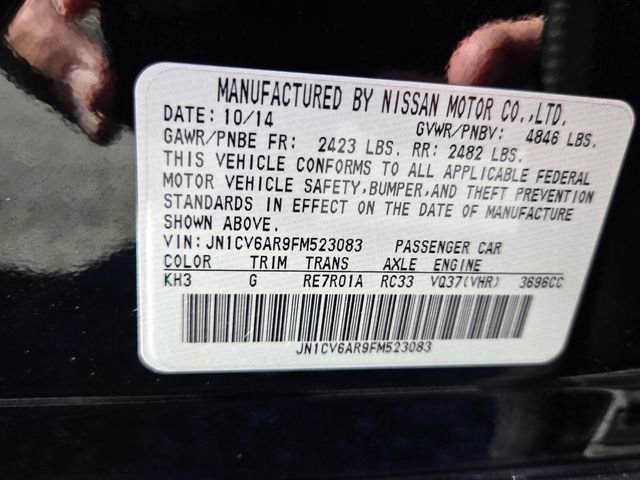 MANUFACTURED BY NISSAN MOTOR CO.,LTD.
DATE: 10/14 GVWR/PNBV: 4846 LBS.
GAWR/PNBE FR: 2423 LBS. RR: 2482 LBS.
THIS VEHICLE CONFORMS TO ALL APPLICABLE FEDERAL
MOTOR VEHICLE SAFETY,BUMPER,AND THEFT PREVENTION
STANDARDS IN EFFECT ON THE DATE OF MANUFACTURE
SHOWN ABOVE.
VIN: JN1CV6AR9FM523083 PASSENGER CAR
COLOR TRIM TRANS AXLE ENGINE
KH3 G RE7R01A RC33 VQ37(VHR) 3696CC
JN1CV6AR9FM523083